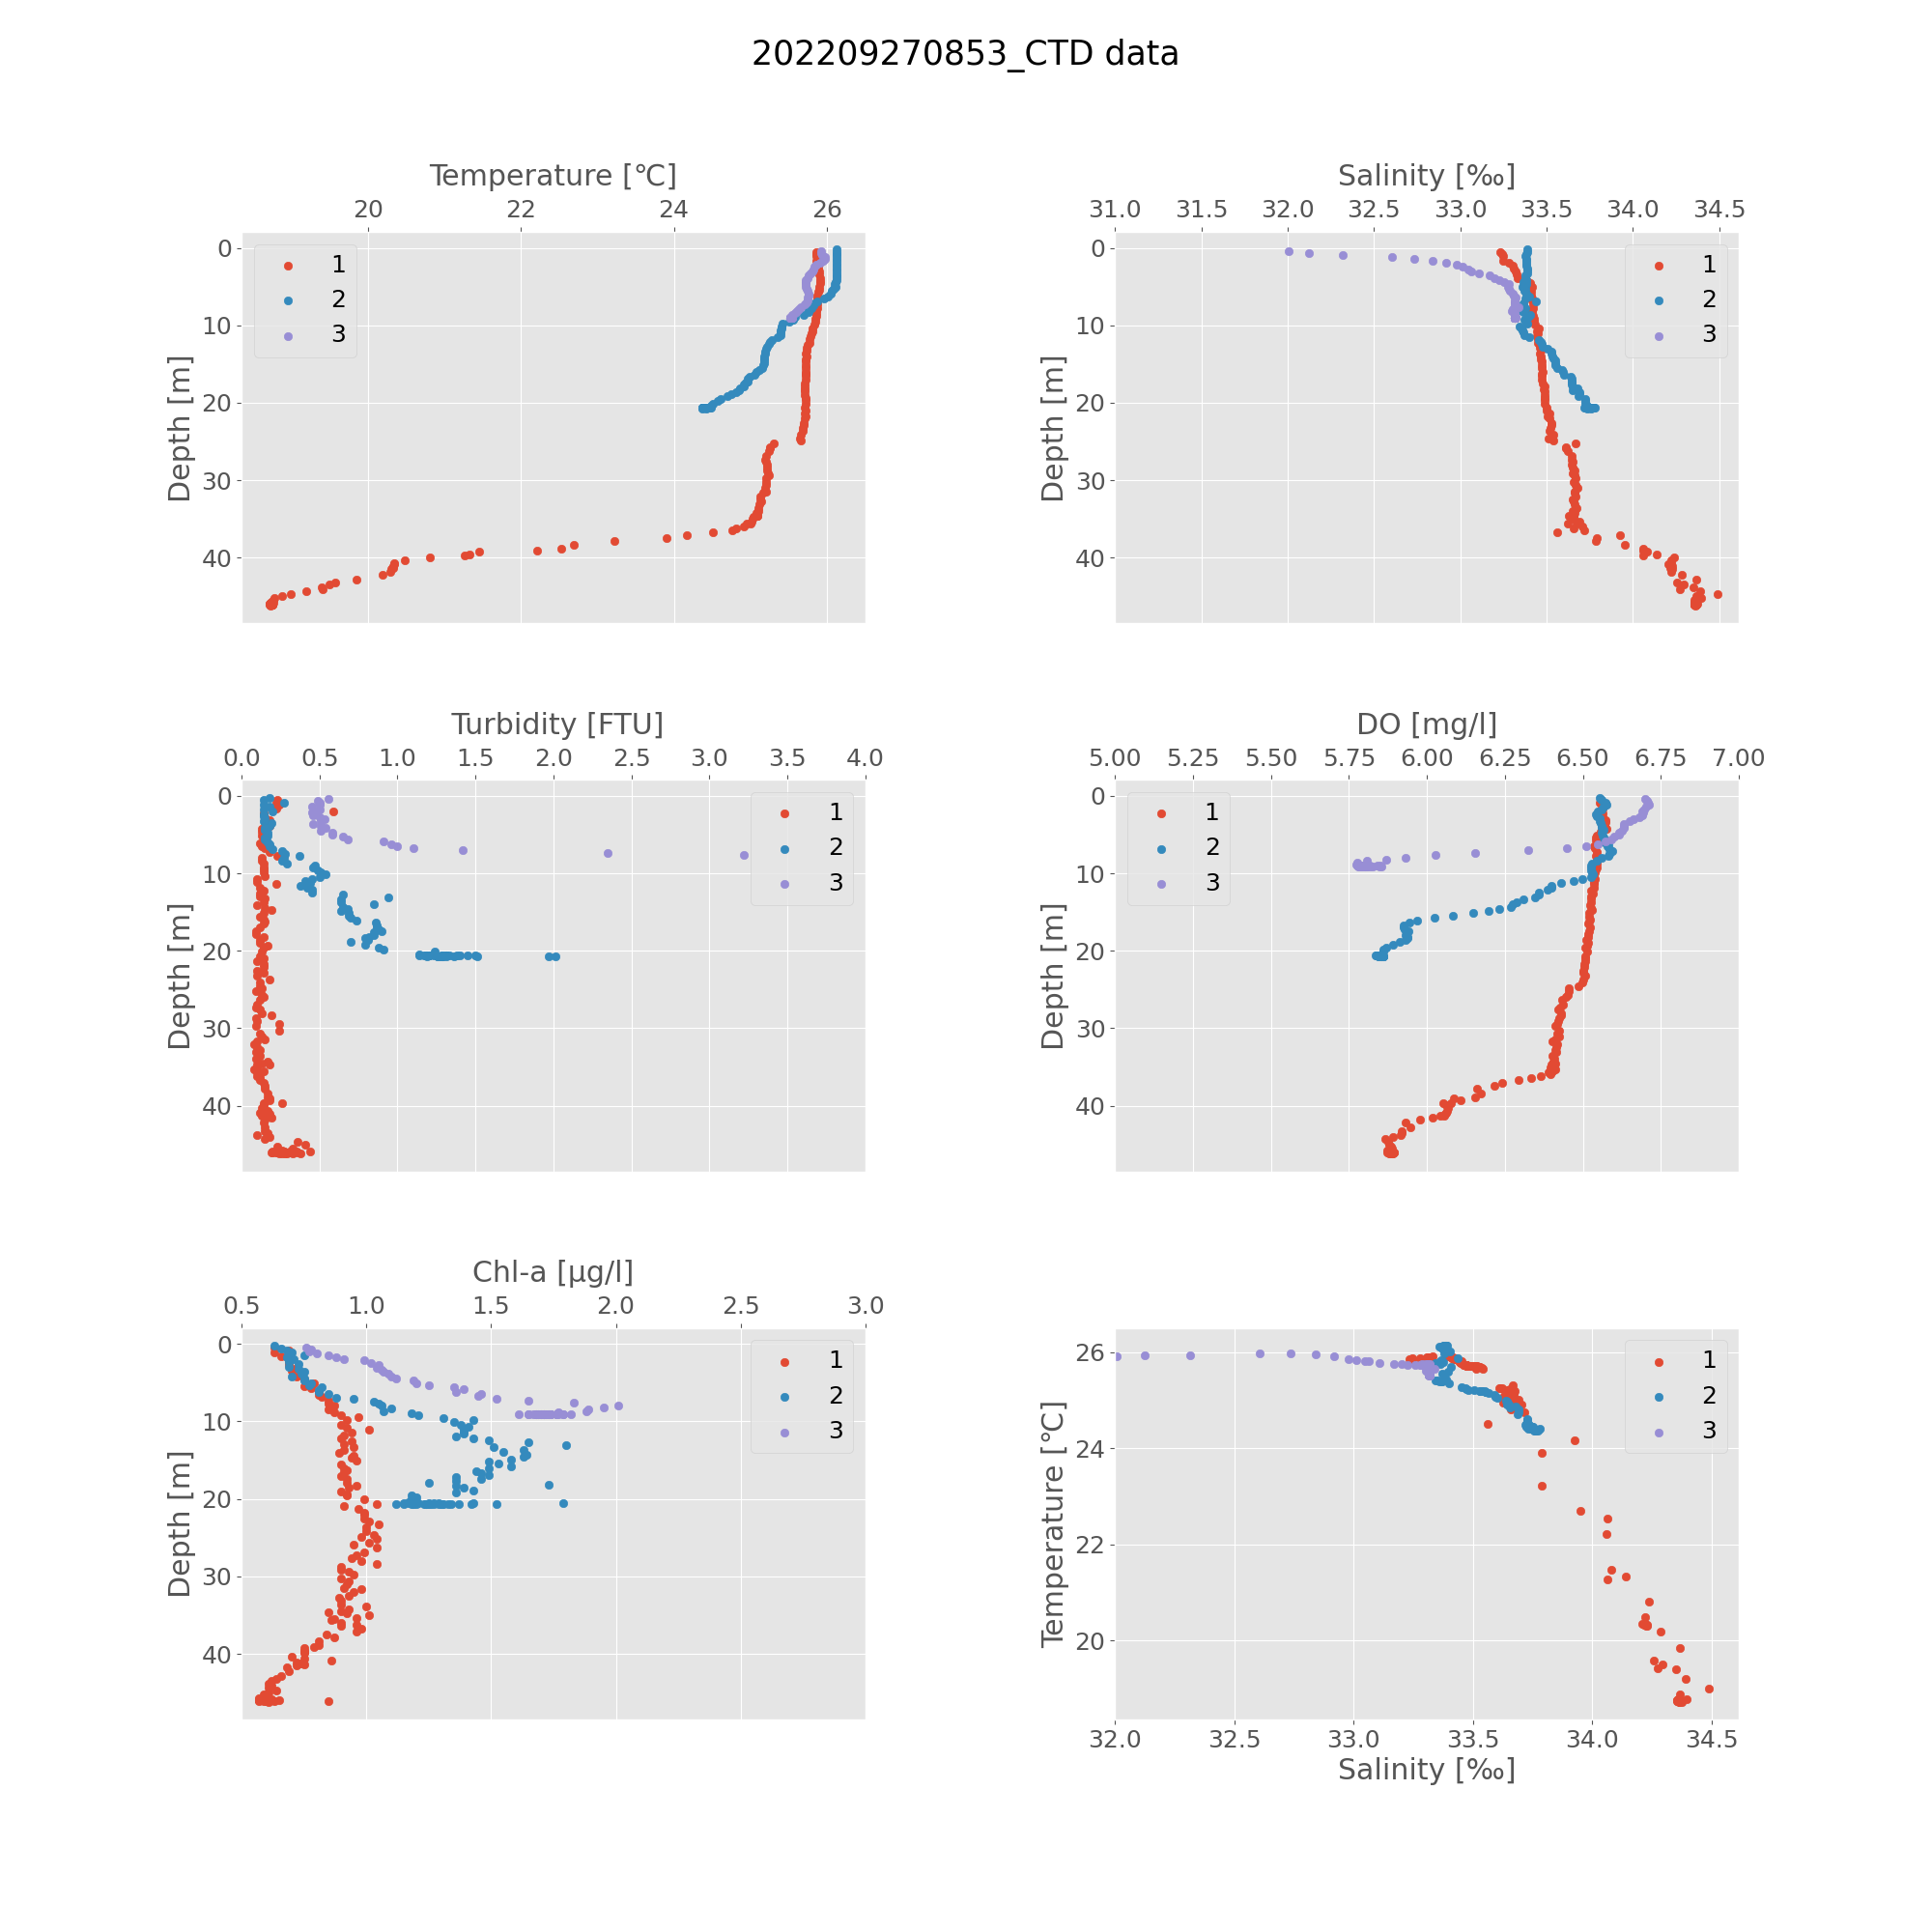 202209270853_CTD data
Temperature [℃]
20 22 24 26
0
10
20
30
40
Depth [m]
1
2
3
Salinity [‰]
31.0 31.5 32.0 32.5 33.0 33.5 34.0 34.5
0
10
20
30
40
Depth [m]
1
2
3
Turbidity [FTU]
0.0 0.5 1.0 1.5 2.0 2.5 3.0 3.5 4.0
0
10
20
30
40
Depth [m]
1
2
3
DO [mg/l]
5.00 5.25 5.50 5.75 6.00 6.25 6.50 6.75 7.00
0
10
20
30
40
Depth [m]
1
2
3
Chl-a [μg/l]
0.5 1.0 1.5 2.0 2.5 3.0
0
10
20
30
40
Depth [m]
1
2
3
26
24
22
20
Temperature [℃]
1
2
3
32.0 32.5 33.0 33.5 34.0 34.5
Salinity [‰]